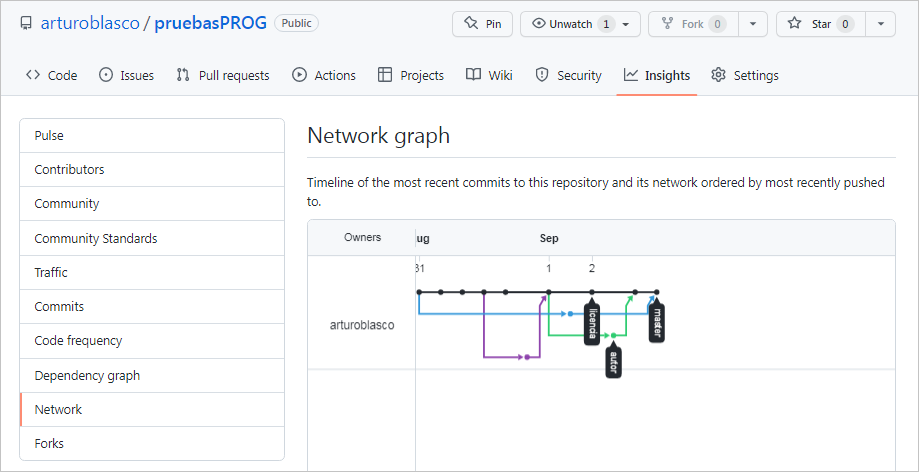 arturoblasco / pruebasPROG Public
Pin
Unwatch 1
Fork 0
Star 0
Code
Issues
Pull requests
Actions
Projects
Wiki
Security
Insights
Settings
Pulse
Contributors
Community
Community Standards
Traffic
Commits
Code frequency
Dependency graph
Network
Forks
Network graph
Timeline of the most recent commits to this repository and its network ordered by most recently pushed
to.
Owners
ug
Sep
31
1
2
arturoblasco
licencia
master
autor